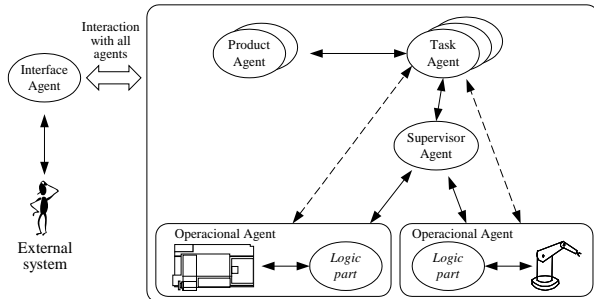 Interaction
with all
agents
Interface
Agent
Product
Agent
Task
Agent
Supervisor
Agent
External
system
Operacional Agent
Logic
part
Operacional Agent
Logic
part